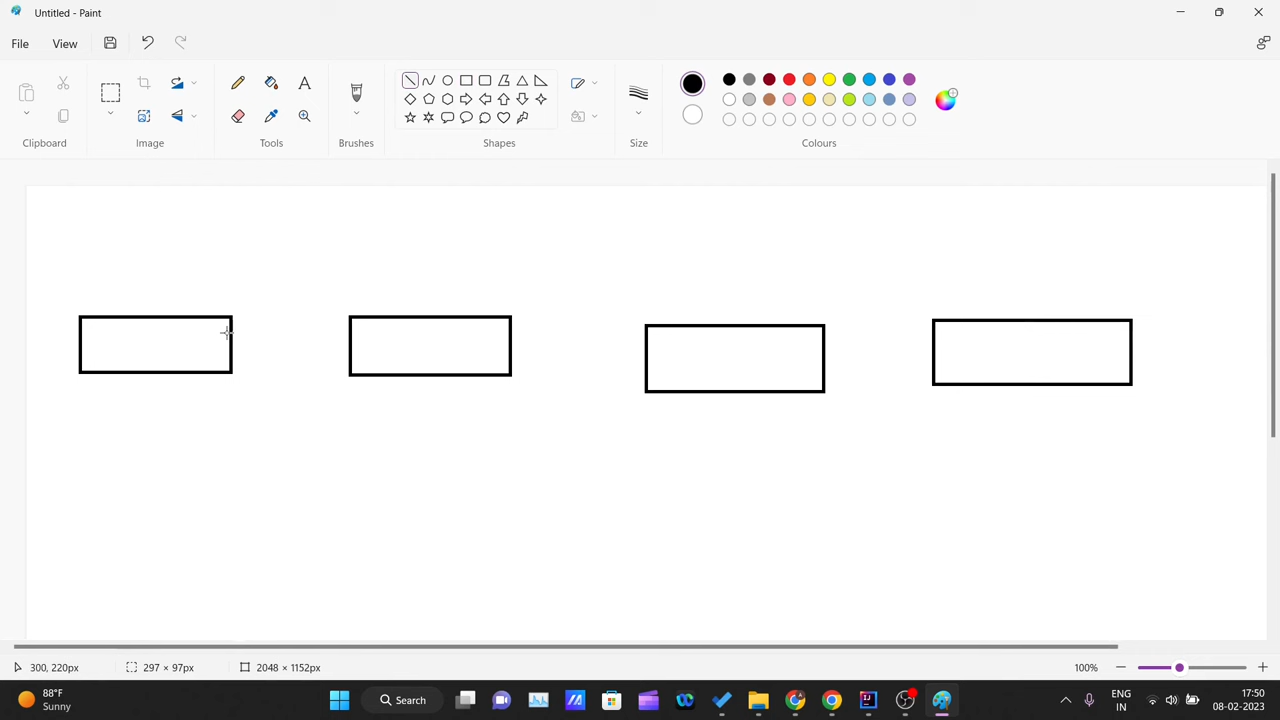 Untitled - Paint
File View
Clipboard Image Tools Brushes Shapes Size Colours
300, 220px 297 × 97px 2048 × 1152px 100%
88°F
Sunny
Search
ENG
IN
17:50
08-02-2023